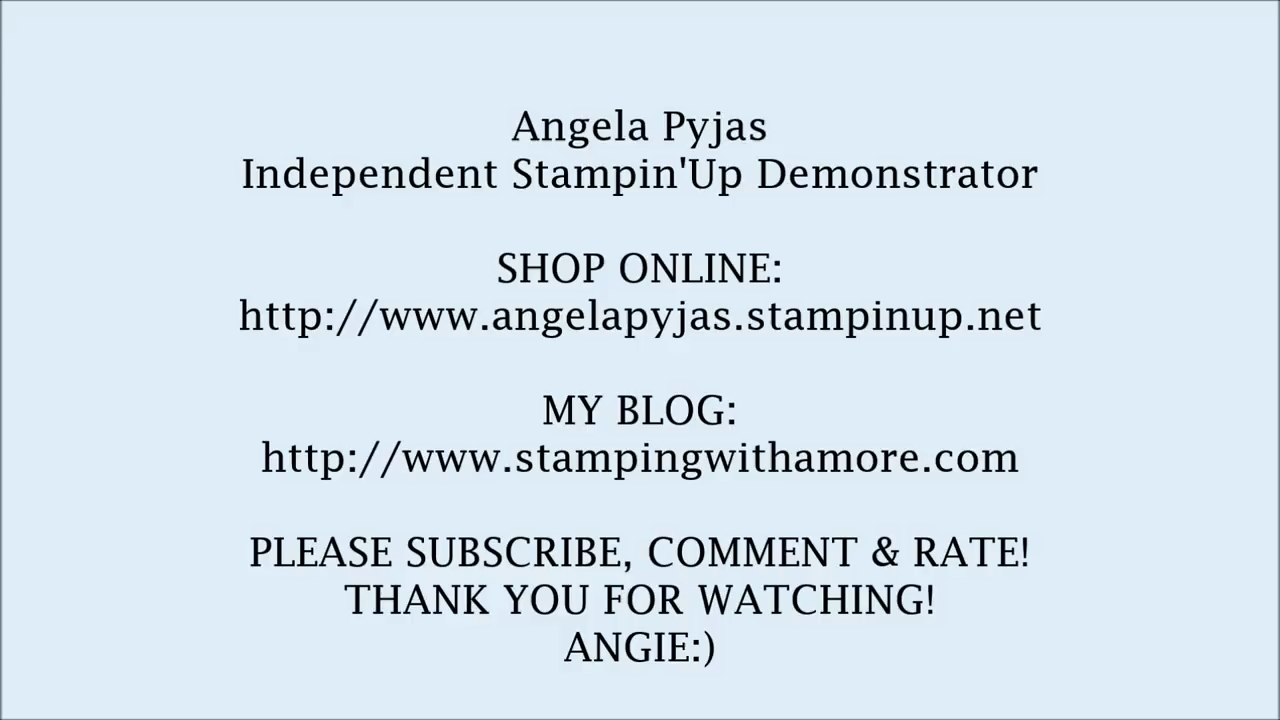 Angela Pyjas
Independent Stampin'Up Demonstrator
SHOP ONLINE:
http://www.angelapyjas.stampinup.net
MY BLOG:
http://www.stampingwithamore.com
PLEASE SUBSCRIBE, COMMENT & RATE!
THANK YOU FOR WATCHING!
ANGIE:)